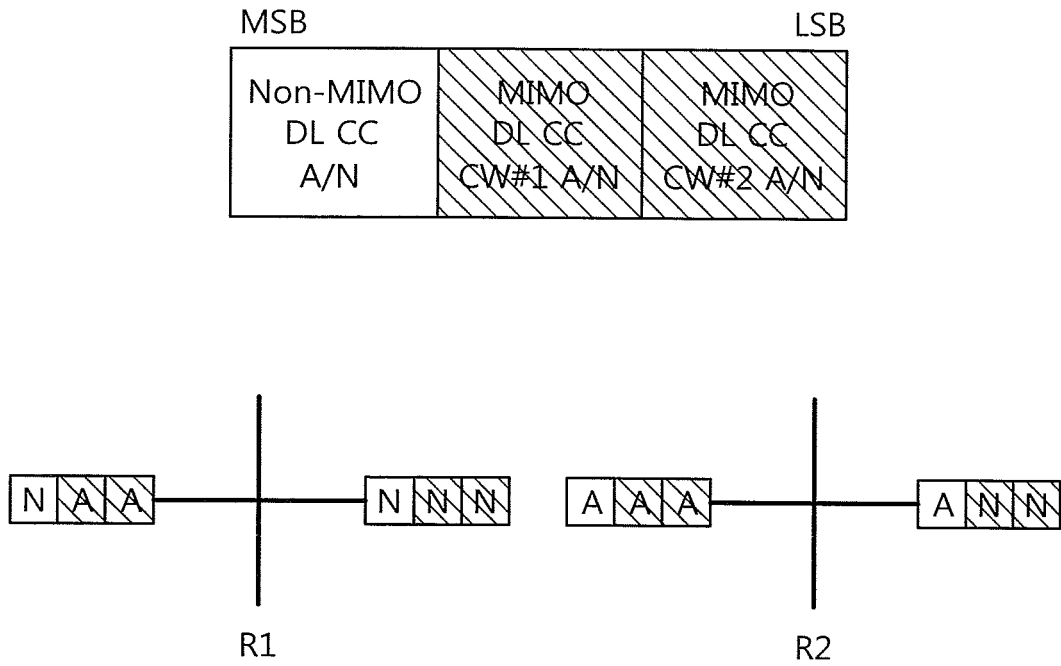 MSB LSB
Non-MIMO
DL CC
A/N
MIMO
DL CC
CW#1 A/N
MIMO
DL CC
CW#2 A/N
N A A
N N N
A A A
A N N
R1 R2